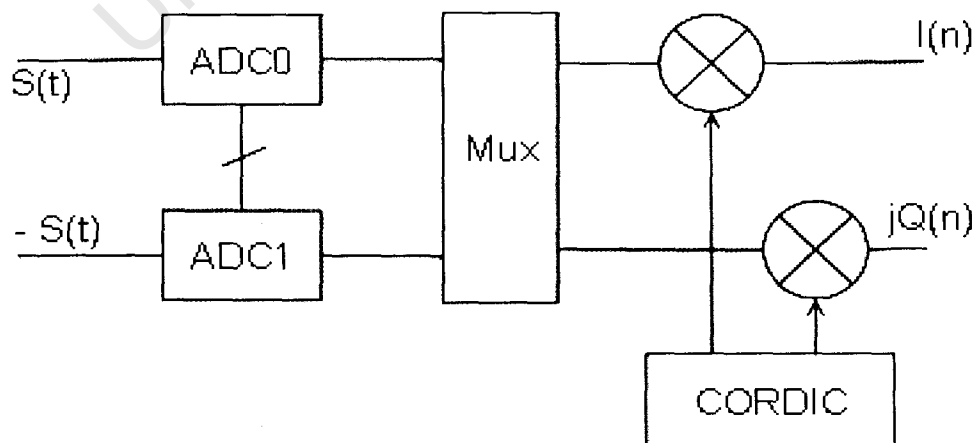 S(t)
ADC0
Mux
I(n)
- S(t)
ADC1
jQ(n)
CORDIC